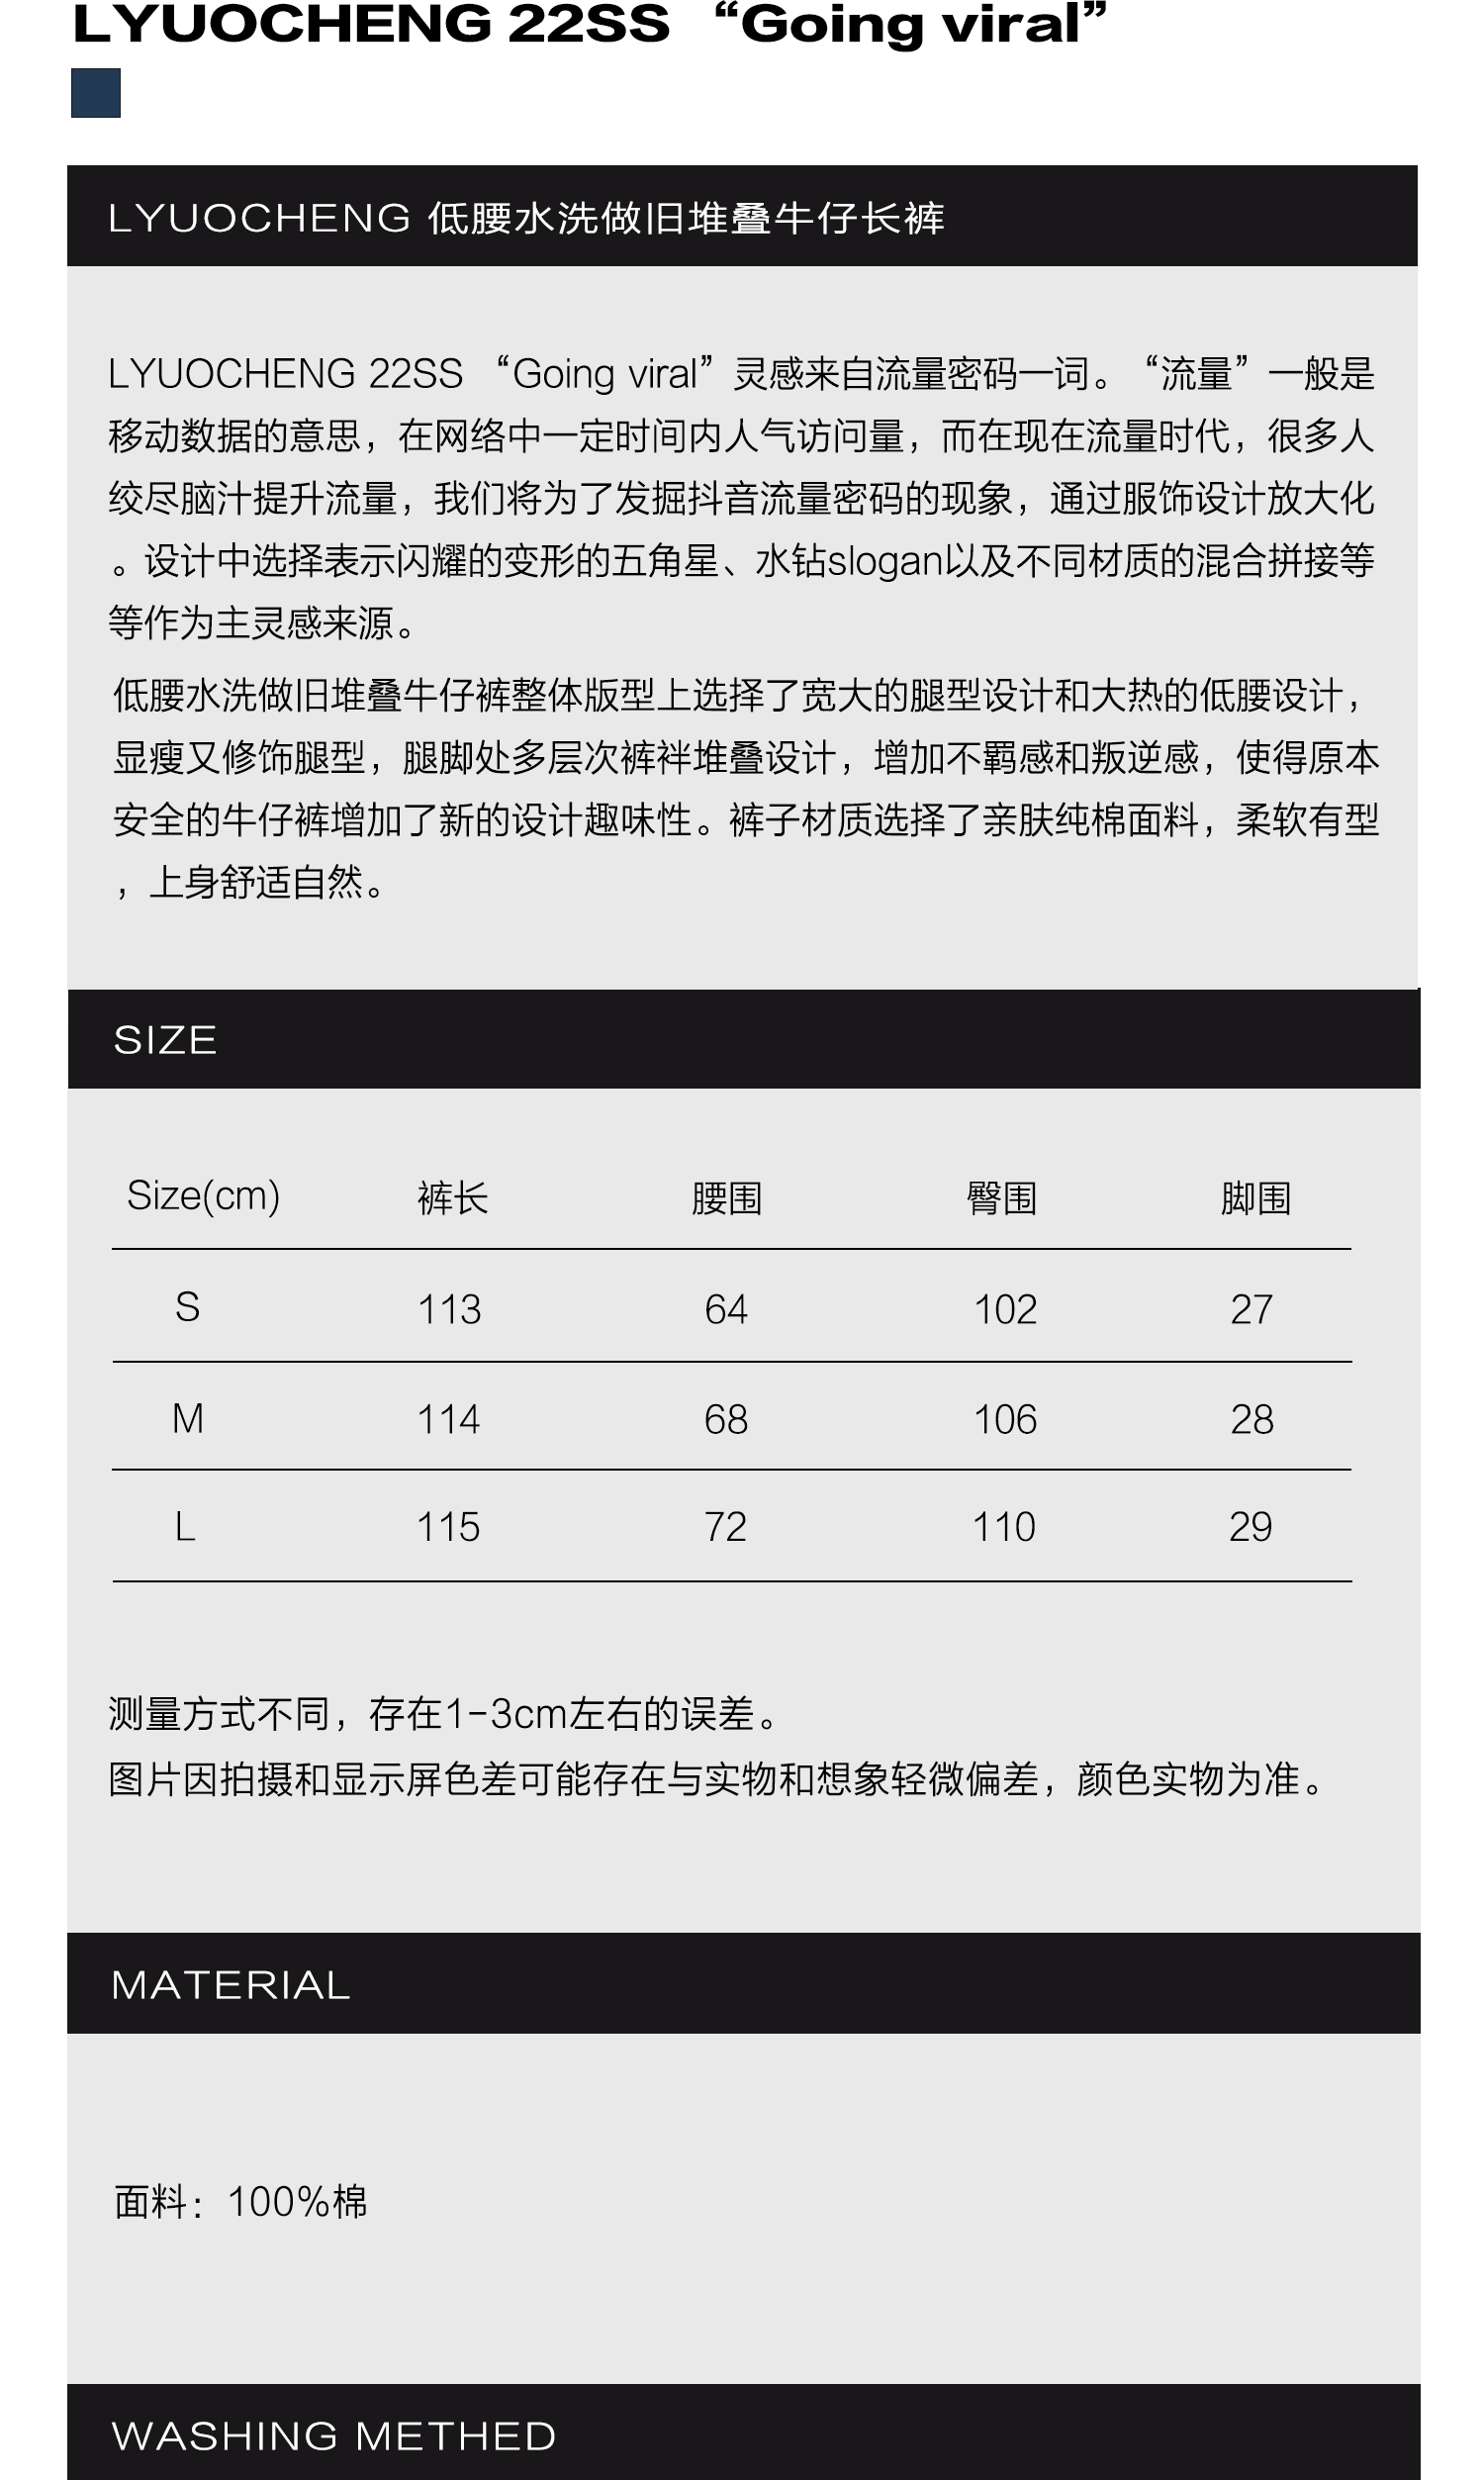 LYUOCHENG 22SS “Going viral”
LYUOCHENG 低腰水洗做旧堆叠牛仔长裤
LYUOCHENG 22SS “Going viral”灵感来自流量密码一词。“流量”一般是
移动数据的意思，在网络中一定时间内人气访问量，而在现在流量时代，很多人
绞尽脑汁提升流量，我们将为了发掘抖音流量密码的现象，通过服饰设计放大化
。设计中选择表示闪耀的变形的五角星、水钻slogan以及不同材质的混合拼接等
等作为主灵感来源。
低腰水洗做旧堆叠牛仔裤整体版型上选择了宽大的腿型设计和大热的低腰设计，
显瘦又修饰腿型，腿脚处多层次裤袢堆叠设计，增加不羁感和叛逆感，使得原本
安全的牛仔裤增加了新的设计趣味性。裤子材质选择了亲肤纯棉面料，柔软有型
，上身舒适自然。
SIZE
Size(cm) 裤长 腰围 臀围 脚围
S 113 64 102 27
M 114 68 106 28
L 115 72 110 29
测量方式不同，存在1-3cm左右的误差。
图片因拍摄和显示屏色差可能存在与实物和想象轻微偏差，颜色实物为准。
MATERIAL
面料：100%棉
WASHING METHED